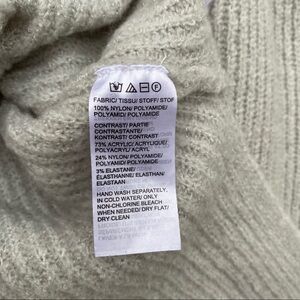 FABRIC/ TISSU/ STOFF/ STOF
100% NYLON/ POLYAMIDE/
POLYAMID/ POLYAMIDE
CONTRAST/ PARTIE
CONTRASTANTE/
KONTRAST/ CONTRAST
73% ACRYLIC/ ACRYLIQUE/
POLYACRYL/ ACRYL
24% NYLON/ POLYAMIDE/
POLYAMID/ POLYAMIDE
3% ELASTANE/
ÉLASTHANNE/ ELASTHAN/
ELASTAAN
HAND WASH SEPARATELY,
IN COLD WATER/ ONLY
NON-CHLORINE BLEACH
WHEN NEEDED/ DRY FLAT/
DRY CLEAN